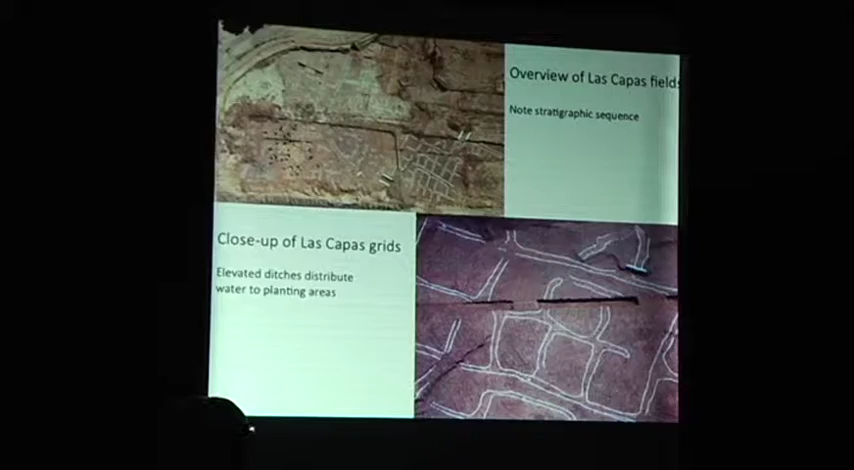 Overview of Las Capas fields
Note stratigraphic sequence
Close-up of Las Capas grids
Elevated ditches distribute
water to planting areas